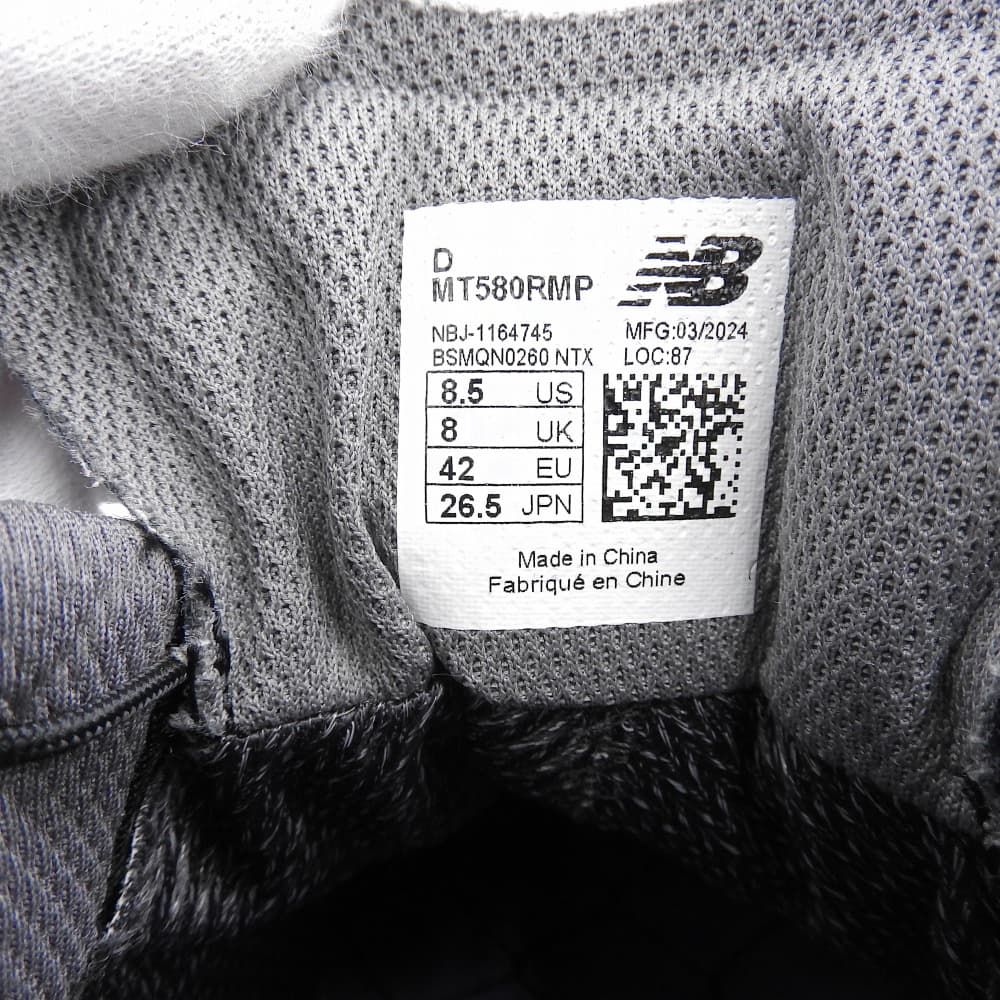 D
MT580RMP
NB
NBJ-1164745
MFG:03/2024
BSMQN0260 NTX
LOC:87
8.5 US
8 UK
42 EU
26.5 JPN
Made in China
Fabriqué en Chine